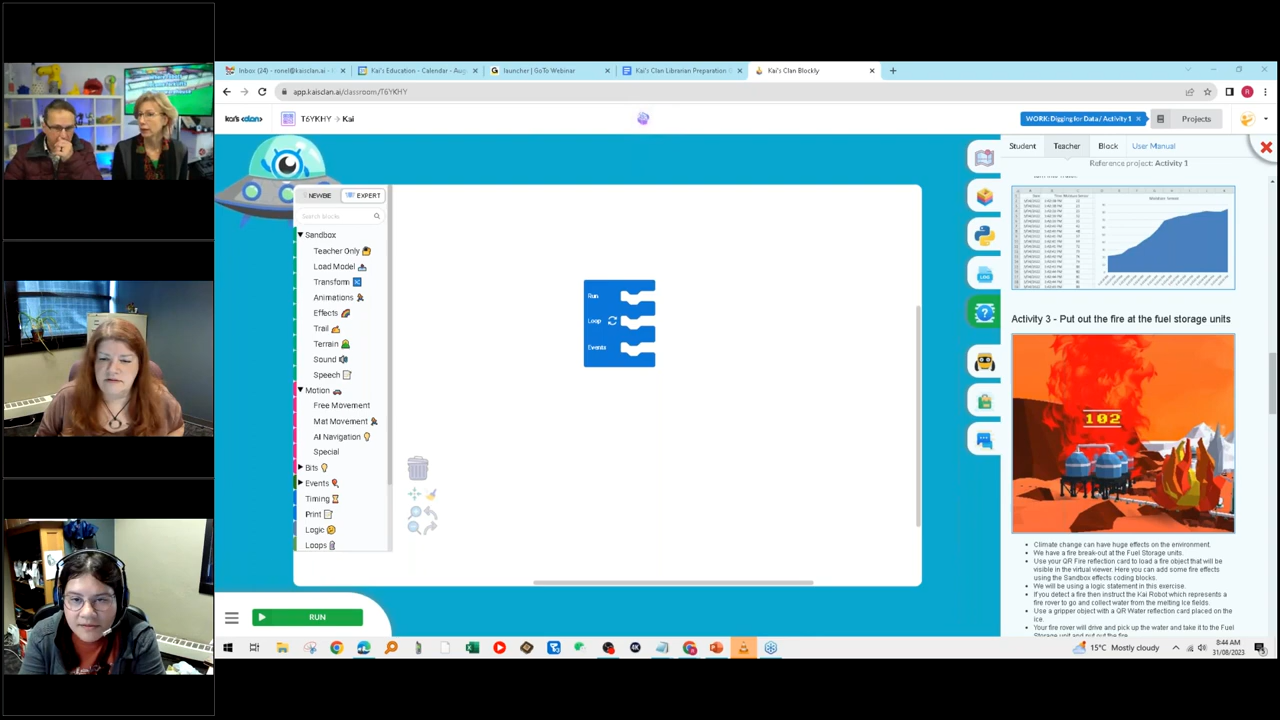 Inbox (24) - ronel@kaisclan.ai -
Kai's Education - Calendar - Aug
launcher | GoTo Webinar
Kai's Clan Librarian Preparation
Kai's Clan Blockly
app.kaisclan.ai/classroom/T6YKHY
kai's <clan>
T6YKHY → Kai
WORK: Digging for Data / Activity 1
Projects
Student
Teacher
Block
User Manual
Reference project: Activity 1
NEWBIE
EXPERT
Search blocks
Sandbox
Teacher Only
Load Model
Transform
Animations
Effects
Trail
Terrain
Sound
Speech
Motion
Free Movement
Mat Movement
AI Navigation
Special
Bits
Events
Timing
Print
Logic
Loops
Run
Loop
Events
LOG
Activity 3 - Put out the fire at the fuel storage units
102
• Climate change can have huge effects on the environment.
• We have a fire break-out at the Fuel Storage units.
• Use your QR Fire reflection card to load a fire object that will be
visible in the virtual viewer. Here you can add some fire effects
using the Sandbox effects coding blocks.
• We will be using a logic statement in this exercise.
• If you detect a fire then instruct the Kai Robot which represents a
fire rover to go and collect water from the melting Ice fields.
• Use a gripper object with a QR Water reflection card placed on the
ice.
• Your fire rover will drive and pick up the water and take it to the Fuel
Storage unit and put out the fire
RUN
15°C Mostly cloudy
8:44 AM
31/08/2023